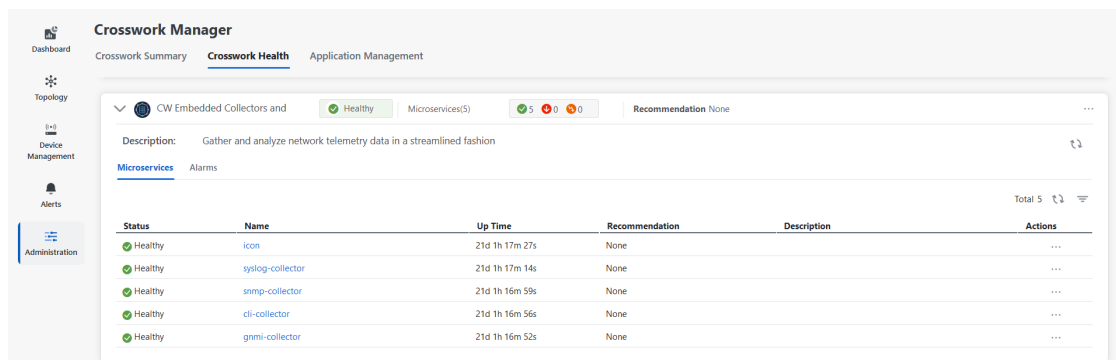 Crosswork Manager
Dashboard
Crosswork Summary Crosswork Health Application Management
Topology
CW Embedded Collectors and Healthy Microservices(5) 5 0 0 Recommendation None ...
Device Management
Description: Gather and analyze network telemetry data in a streamlined fashion
Microservices Alarms
Alerts
Total 5
Administration
Status Name Up Time Recommendation Description Actions
Healthy icon 21d 1h 17m 27s None ...
Healthy syslog-collector 21d 1h 17m 14s None ...
Healthy snmp-collector 21d 1h 16m 59s None ...
Healthy cli-collector 21d 1h 16m 56s None ...
Healthy gnmi-collector 21d 1h 16m 52s None ...